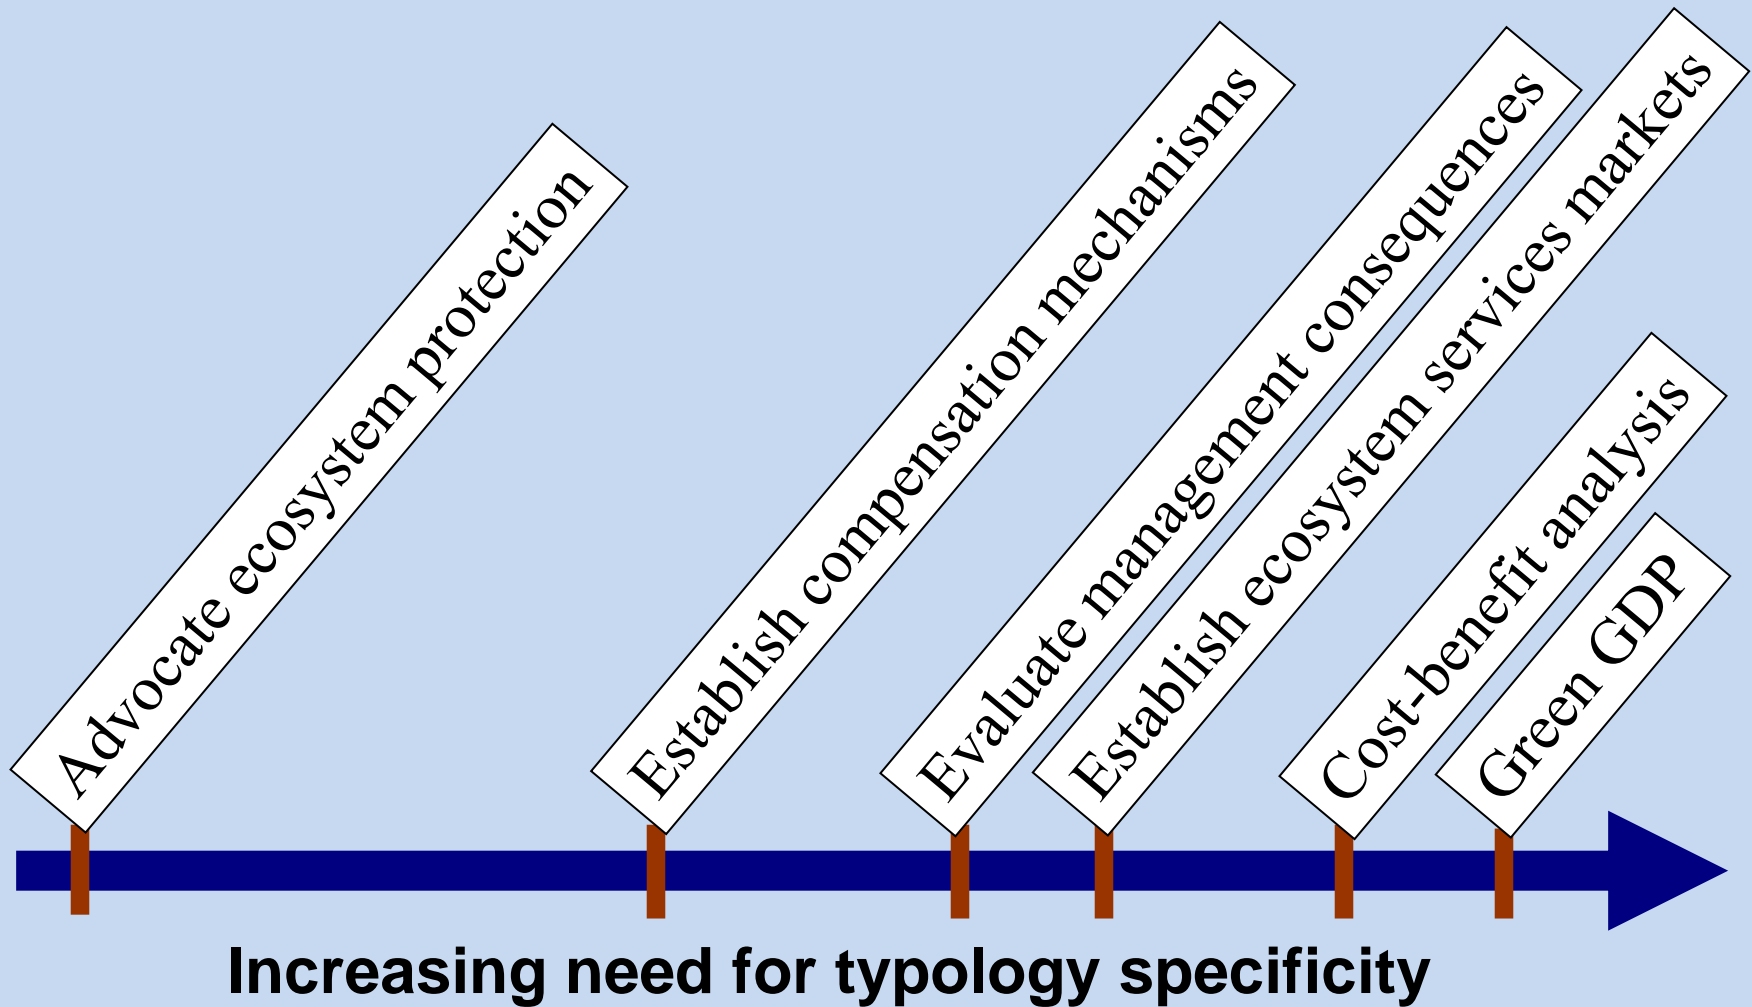 Advocate ecosystem protection
Establish compensation mechanisms
Evaluate management consequences
Establish ecosystem services markets
Cost-benefit analysis
Green GDP
Increasing need for typology specificity